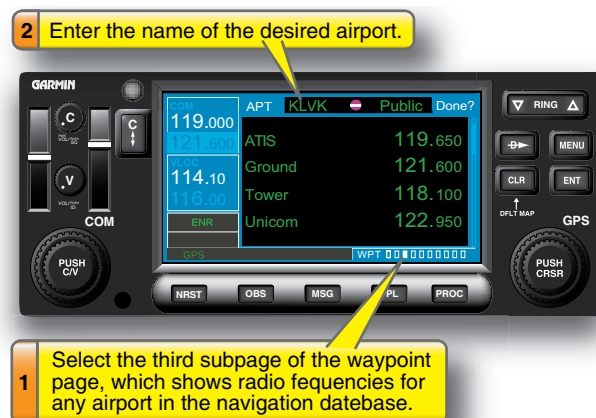 2 Enter the name of the desired airport.
GARMIN
COM
119.000
121.600
VLOC
114.10
116.00
ENR
GPS
APT KLVK Public Done?
ATIS 119.650
Ground 121.600
Tower 118.100
Unicom 122.950
WPT
C
V
C
COM
PUSH
C/V
RING
D
MENU
CLR
ENT
DFLT MAP
GPS
PUSH
CRSR
NRST
OBS
MSG
PL
PROC
1 Select the third subpage of the waypoint
page, which shows radio fequencies for
any airport in the navigation datebase.